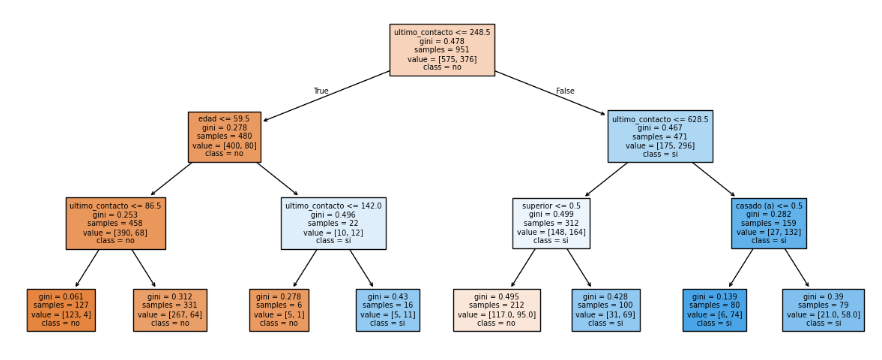 ultimo_contacto <= 248.5
gini = 0.478
samples = 951
value = [575, 376]
class = no
True
False
edad <= 59.5
gini = 0.278
samples = 480
value = [400, 80]
class = no
ultimo_contacto <= 628.5
gini = 0.467
samples = 471
value = [175, 296]
class = si
ultimo_contacto <= 86.5
gini = 0.253
samples = 458
value = [390, 68]
class = no
ultimo_contacto <= 142.0
gini = 0.496
samples = 22
value = [10, 12]
class = si
superior <= 0.5
gini = 0.499
samples = 312
value = [148, 164]
class = si
casado (a) <= 0.5
gini = 0.282
samples = 159
value = [27, 132]
class = si
gini = 0.061
samples = 127
value = [123, 4]
class = no
gini = 0.312
samples = 331
value = [267, 64]
class = no
gini = 0.278
samples = 6
value = [5, 1]
class = no
gini = 0.43
samples = 16
value = [5, 11]
class = si
gini = 0.495
samples = 212
value = [117.0, 95.0]
class = no
gini = 0.428
samples = 100
value = [31, 69]
class = si
gini = 0.139
samples = 80
value = [6, 74]
class = si
gini = 0.39
samples = 79
value = [21.0, 58.0]
class = si